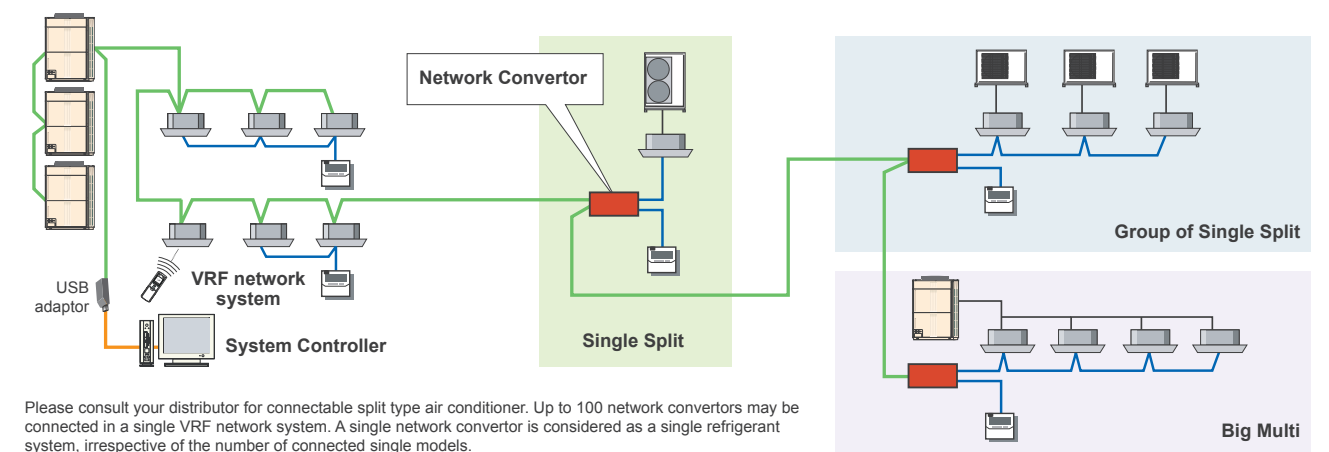 Network Convertor
VRF network
system
USB
adaptor
System Controller
Single Split
Group of Single Split
Big Multi
Please consult your distributor for connectable split type air conditioner. Up to 100 network convertors may be
connected in a single VRF network system. A single network convertor is considered as a single refrigerant
system, irrespective of the number of connected single models.